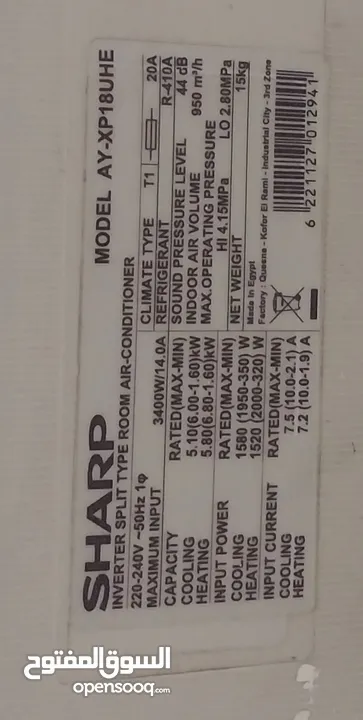 SHARP MODEL AY-XP18UHE
INVERTER SPLIT TYPE ROOM AIR-CONDITIONER
220-240V ~50Hz 1φ CLIMATE TYPE T1 20A
MAXIMUM INPUT 3400W/14.0A REFRIGERANT R-410A
CAPACITY RATED(MAX-MIN) SOUND PRESSURE LEVEL 44 dB
COOLING 5.10(6.00-1.60)kW INDOOR AIR VOLUME 950 m³/h
HEATING 5.80(6.80-1.60)kW MAX.OPERATING PRESSURE
HI 4.15MPa LO 2.80MPa
INPUT POWER RATED(MAX-MIN) NET WEIGHT 15kg
COOLING 1580 (1950-350) W Made In Egypt
HEATING 1520 (2000-320) W Factory : Quesna - Kofor El Raml - Industrial City - 3rd Zone
INPUT CURRENT RATED(MAX-MIN)
COOLING 7.5 (10.0-2.1) A
HEATING 7.2 (10.0-1.9) A
6 221127 012941
السوق المفتوح
opensooq.com